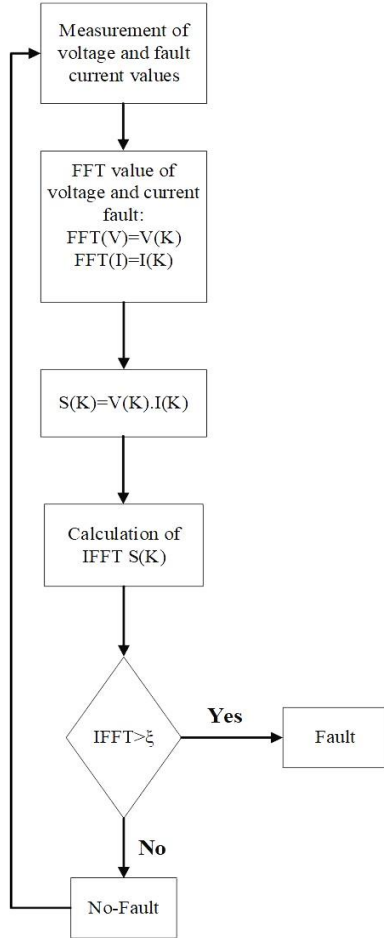 Measurement of
voltage and fault
current values
FFT value of
voltage and current
fault:
FFT(V)=V(K)
FFT(I)=I(K)
S(K)=V(K).I(K)
Calculation of
IFFT S(K)
IFFT>ξ
Yes
Fault
No
No-Fault